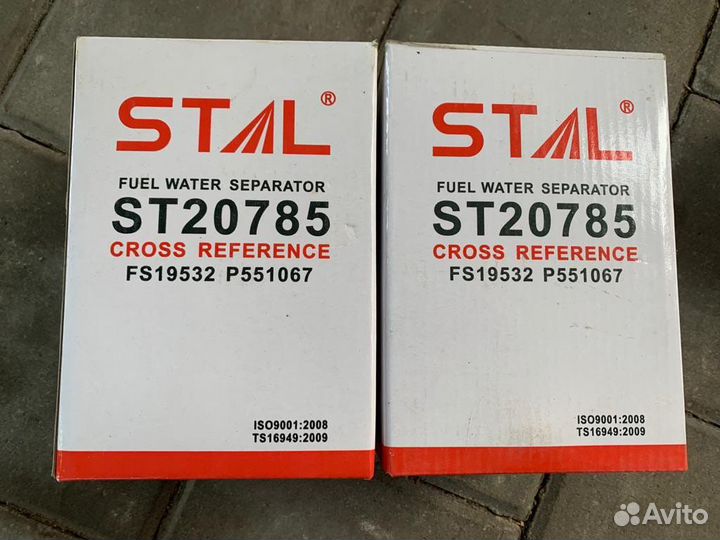 STAL®
FUEL WATER SEPARATOR
ST20785
CROSS REFERENCE
FS19532 P551067
ISO9001:2008
TS16949:2009
STAL®
FUEL WATER SEPARATOR
ST20785
CROSS REFERENCE
FS19532 P551067
ISO9001:2008
TS16949:2009
Avito